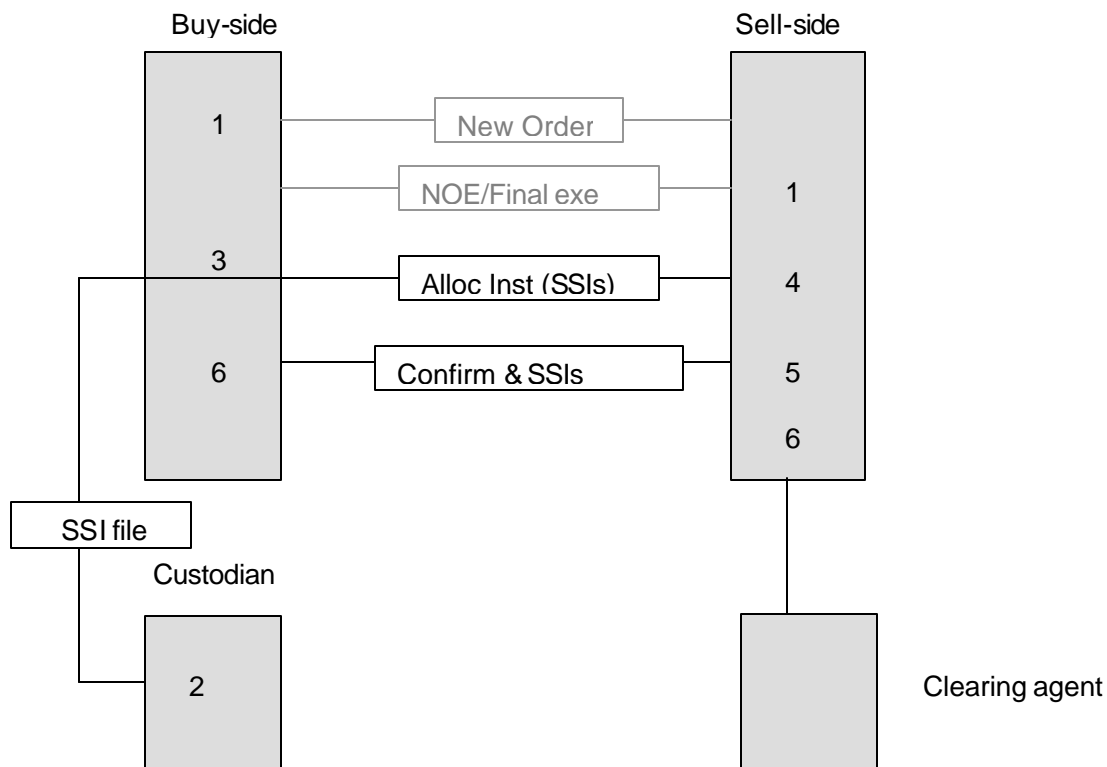 Buy-side
Sell-side
1
New Order
NOE/Final exe
1
3
Alloc Inst (SSIs)
4
6
Confirm & SSIs
5
6
SSI file
Custodian
2
Clearing agent